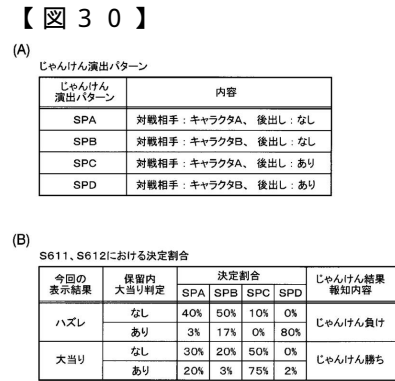 【図３０】
(A)
じゃんけん演出パターン
じゃんけん
演出パターン
内容
SPA 対戦相手：キャラクタA、 後出し：なし
SPB 対戦相手：キャラクタB、 後出し：なし
SPC 対戦相手：キャラクタA、 後出し：あり
SPD 対戦相手：キャラクタB、 後出し：あり
(B)
S611、S612における決定割合
今回の
表示結果
保留内
大当り判定
決定割合
SPA SPB SPC SPD
じゃんけん結果
報知内容
ハズレ
なし 40% 50% 10% 0%
あり 3% 17% 0% 80%
じゃんけん負け
大当り
なし 30% 20% 50% 0%
あり 20% 3% 75% 2%
じゃんけん勝ち